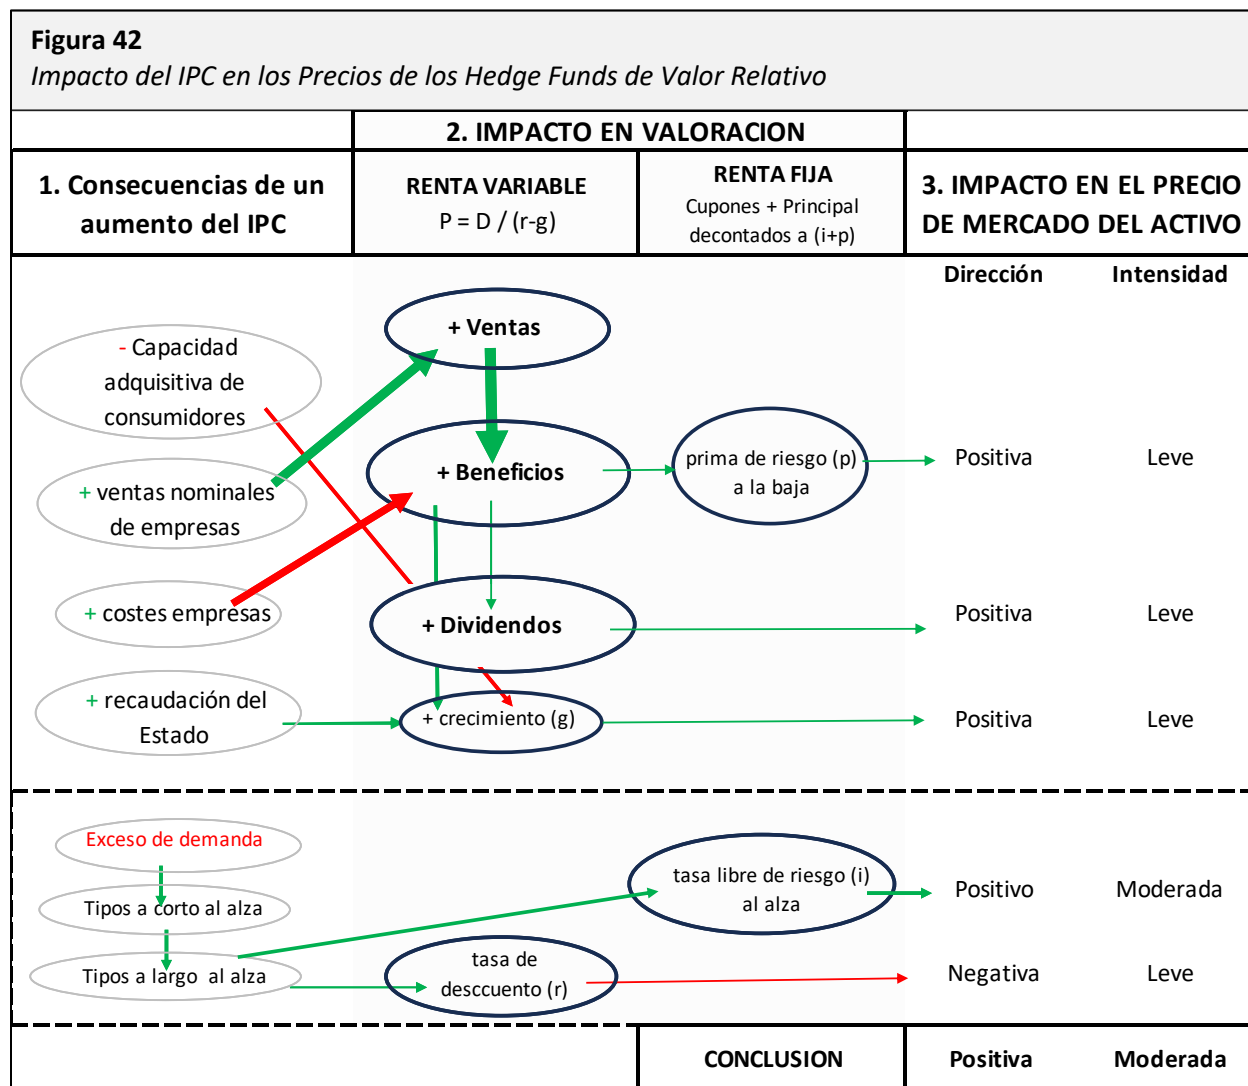 Figura 42
Impacto del IPC en los Precios de los Hedge Funds de Valor Relativo
2. IMPACTO EN VALORACION
1. Consecuencias de un
aumento del IPC
RENTA VARIABLE
P = D / (r-g)
RENTA FIJA
Cupones + Principal
decontados a (i+p)
3. IMPACTO EN EL PRECIO
DE MERCADO DEL ACTIVO
Dirección
Intensidad
+ Ventas
- Capacidad
adquisitiva de
consumidores
+ Beneficios
prima de riesgo (p)
a la baja
Positiva
Leve
+ ventas nominales
de empresas
+ costes empresas
+ Dividendos
Positiva
Leve
+ recaudación del
Estado
+ crecimiento (g)
Positiva
Leve
Exceso de demanda
Tipos a corto al alza
tasa libre de riesgo (i)
al alza
Positivo
Moderada
Tipos a largo al alza
tasa de
desccuento (r)
Negativa
Leve
CONCLUSION
Positiva
Moderada